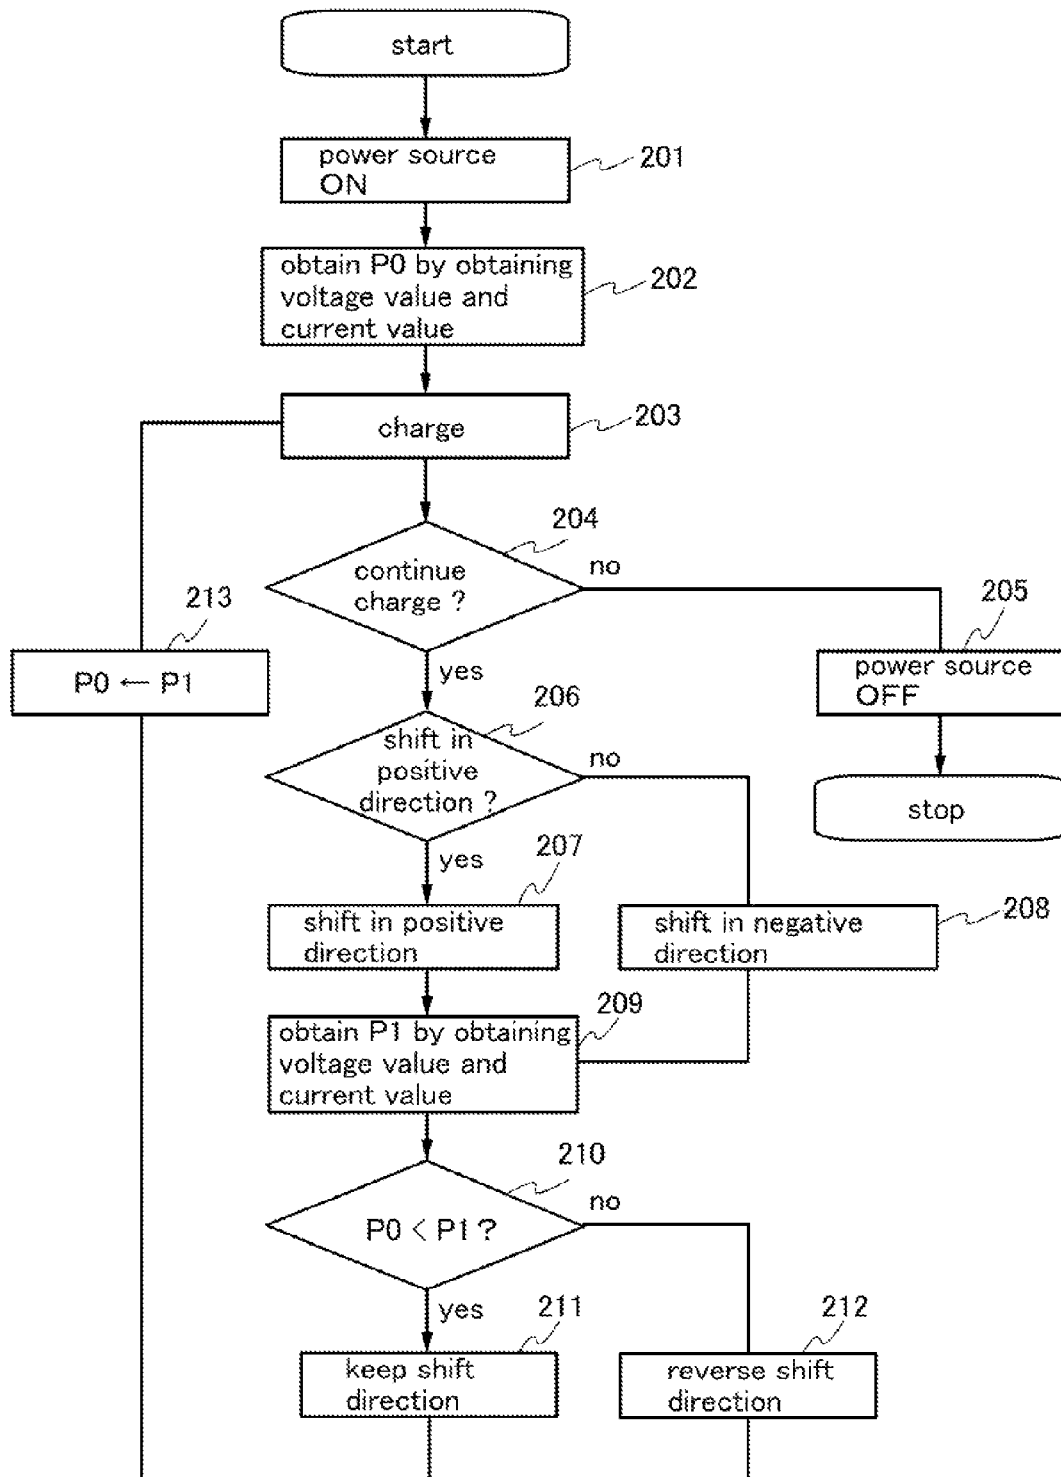 start
power source
ON
201
obtain P0 by obtaining
voltage value and
current value
202
charge
203
204
continue
charge ?
no
yes
213
P0 ← P1
205
power source
OFF
stop
206
shift in
positive
direction ?
no
yes
207
shift in positive
direction
208
shift in negative
direction
209
obtain P1 by obtaining
voltage value and
current value
210
P0 < P1 ?
no
yes
211
keep shift
direction
212
reverse shift
direction